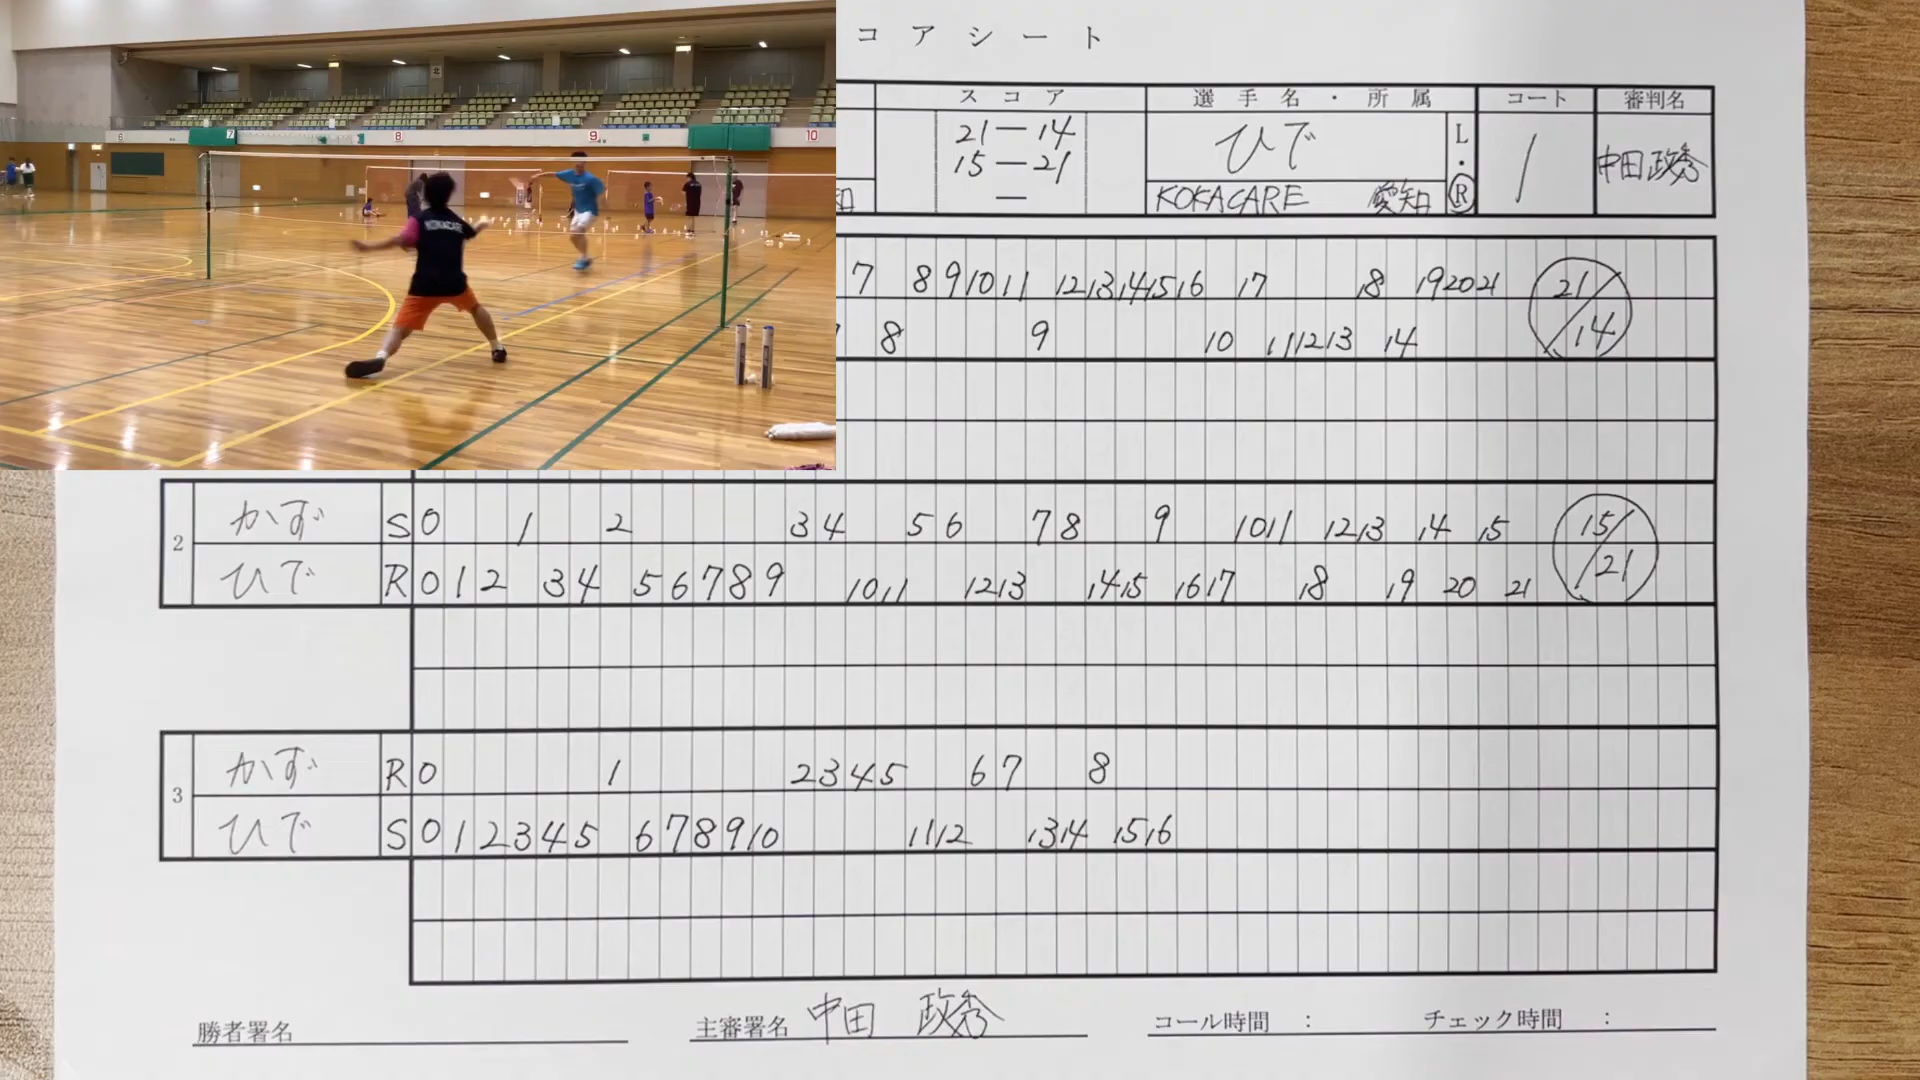 コアシート
スコア 選手名・所属 コート 審判名
21 — 14
15 — 21
—
ひで
L・R
1
中田政秀
KOKACARE 愛知
7 8 9 10 11 12 13 14 15 16 17 18 19 20 21 21/14
8 9 10 11 12 13 14
2
かず S 0 1 2 3 4 5 6 7 8 9 10 11 12 13 14 15 15/21
ひで R 0 1 2 3 4 5 6 7 8 9 10 11 12 13 14 15 16 17 18 19 20 21
3
かず R 0 1 2 3 4 5 6 7 8
ひで S 0 1 2 3 4 5 6 7 8 9 10 11 12 13 14 15 16
勝者署名 主審署名 中田 政秀 コール時間 : チェック時間 :
北
6 7 8 9 10
KOKACARE